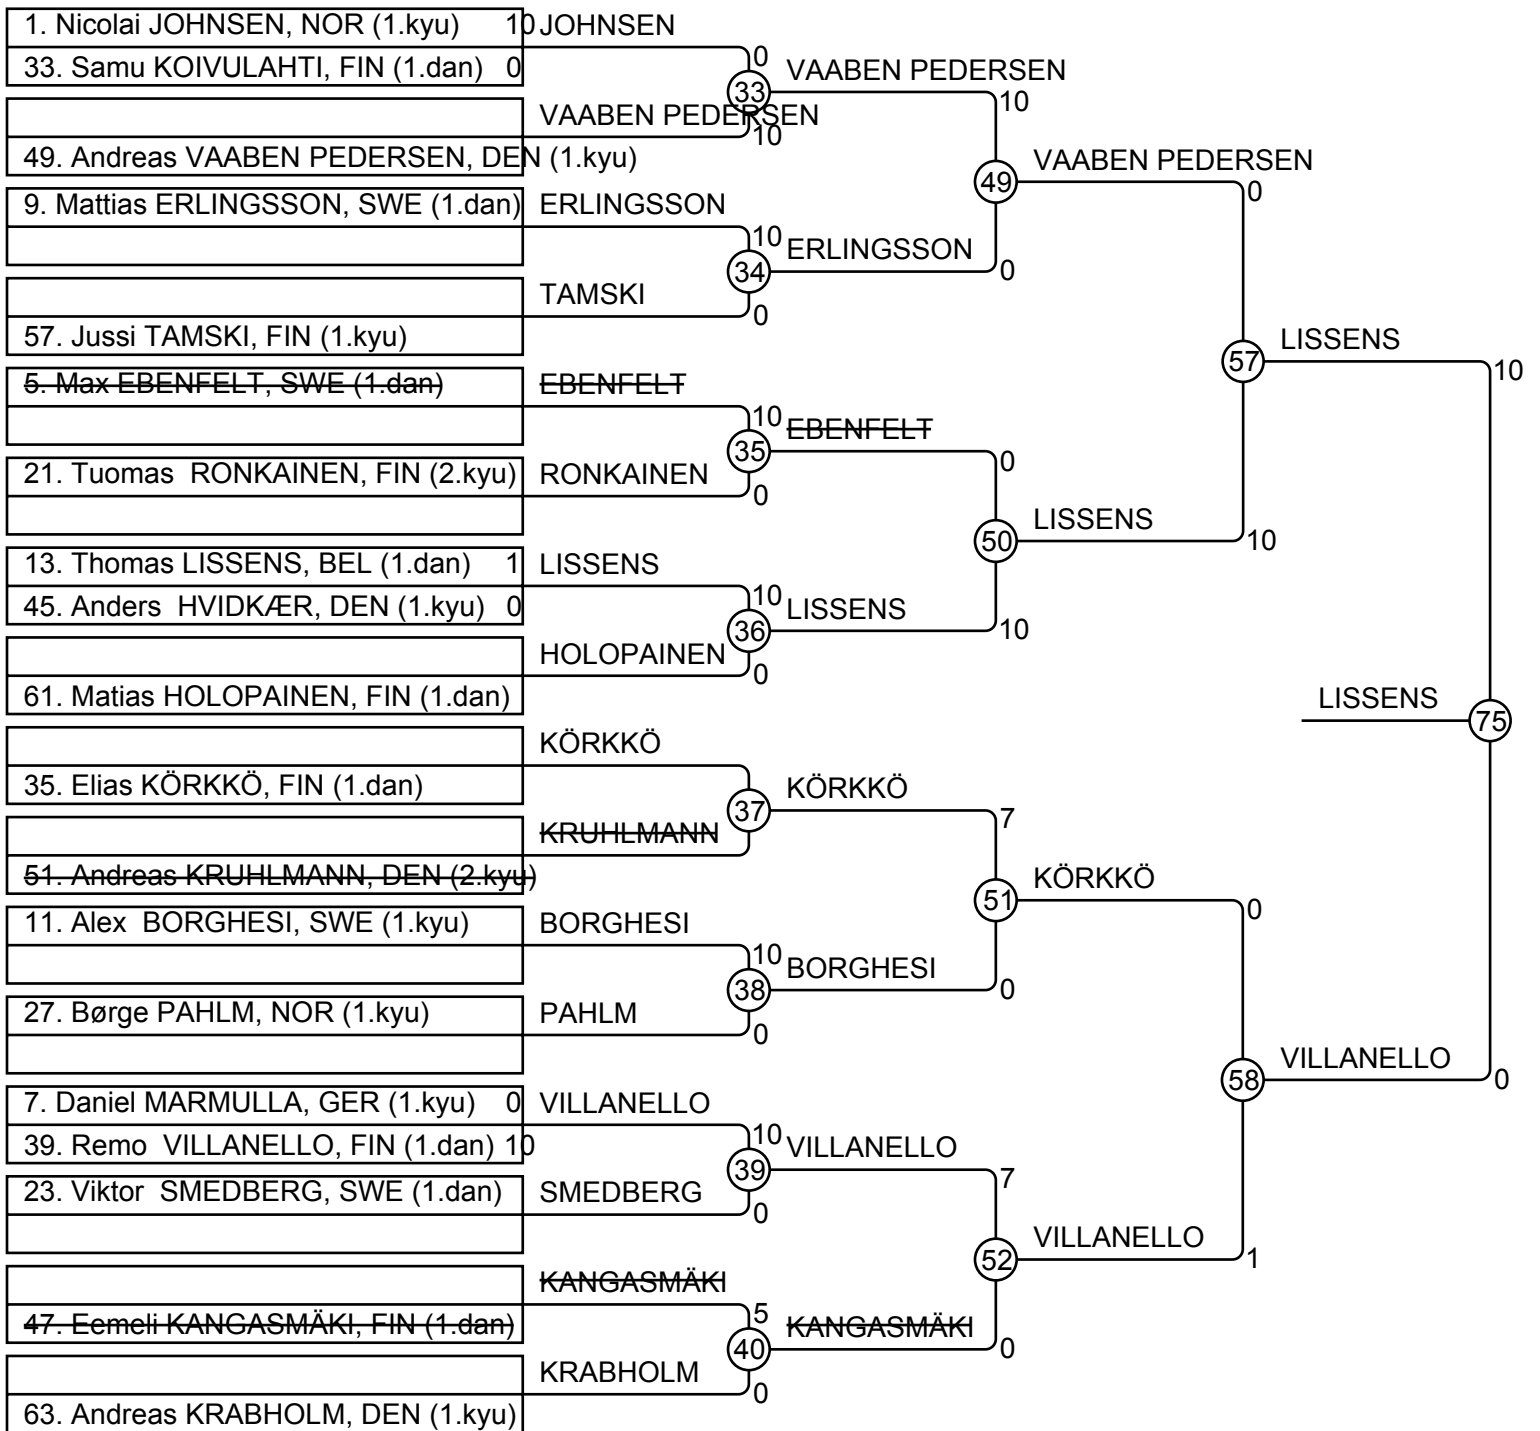 1. Nicolai JOHNSEN, NOR (1.kyu) 10
33. Samu KOIVULAHTI, FIN (1.dan) 0
49. Andreas VAABEN PEDERSEN, DEN (1.kyu)
9. Mattias ERLINGSSON, SWE (1.dan)
57. Jussi TAMSKI, FIN (1.kyu)
5. Max EBENFELT, SWE (1.dan)
21. Tuomas RONKAINEN, FIN (2.kyu)
13. Thomas LISSENS, BEL (1.dan) 1
45. Anders HVIDKÆR, DEN (1.kyu) 0
61. Matias HOLOPAINEN, FIN (1.dan)
35. Elias KÖRKKÖ, FIN (1.dan)
51. Andreas KRUHLMANN, DEN (2.kyu)
11. Alex BORGHESI, SWE (1.kyu)
27. Børge PAHLM, NOR (1.kyu)
7. Daniel MARMULLA, GER (1.kyu) 0
39. Remo VILLANELLO, FIN (1.dan) 10
23. Viktor SMEDBERG, SWE (1.dan)
47. Eemeli KANGASMÄKI, FIN (1.dan)
63. Andreas KRABHOLM, DEN (1.kyu)
JOHNSEN
0
33
VAABEN PEDERSEN
10
ERLINGSSON
10
34
TAMSKI
0
EBENFELT
10
35
RONKAINEN
0
LISSENS
10
36
HOLOPAINEN
0
KÖRKKÖ
37
KRUHLMANN
BORGHESI
10
38
PAHLM
0
VILLANELLO
10
39
SMEDBERG
0
KANGASMÄKI
5
40
KRABHOLM
0
VAABEN PEDERSEN
10
49
ERLINGSSON
0
EBENFELT
0
50
LISSENS
10
KÖRKKÖ
7
51
BORGHESI
0
VILLANELLO
7
52
KANGASMÄKI
0
VAABEN PEDERSEN
0
57
LISSENS
10
KÖRKKÖ
0
58
VILLANELLO
1
LISSENS
10
LISSENS
75
VILLANELLO
0